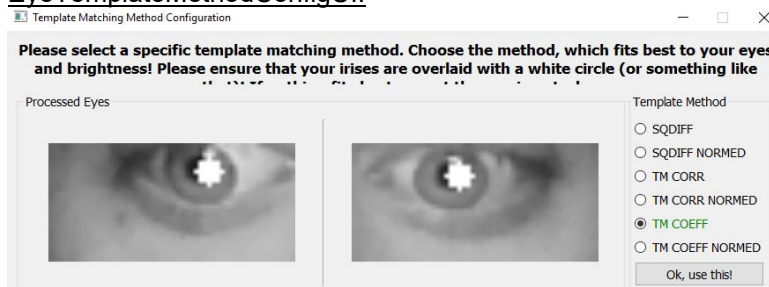 Template Matching Method Configuration
Please select a specific template matching method. Choose the method, which fits best to your eyes
and brightness! Please ensure that your irises are overlaid with a white circle (or something like
Processed Eyes
Template Method
SQDIFF
SQDIFF NORMED
TM CORR
TM CORR NORMED
TM COEFF
TM COEFF NORMED
Ok, use this!